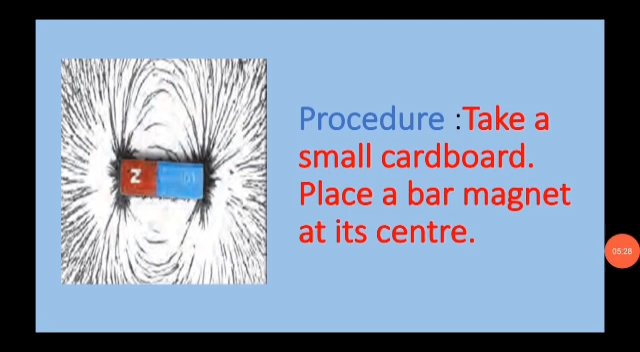 N
Procedure :Take a
small cardboard.
Place a bar magnet
at its centre.
05:28